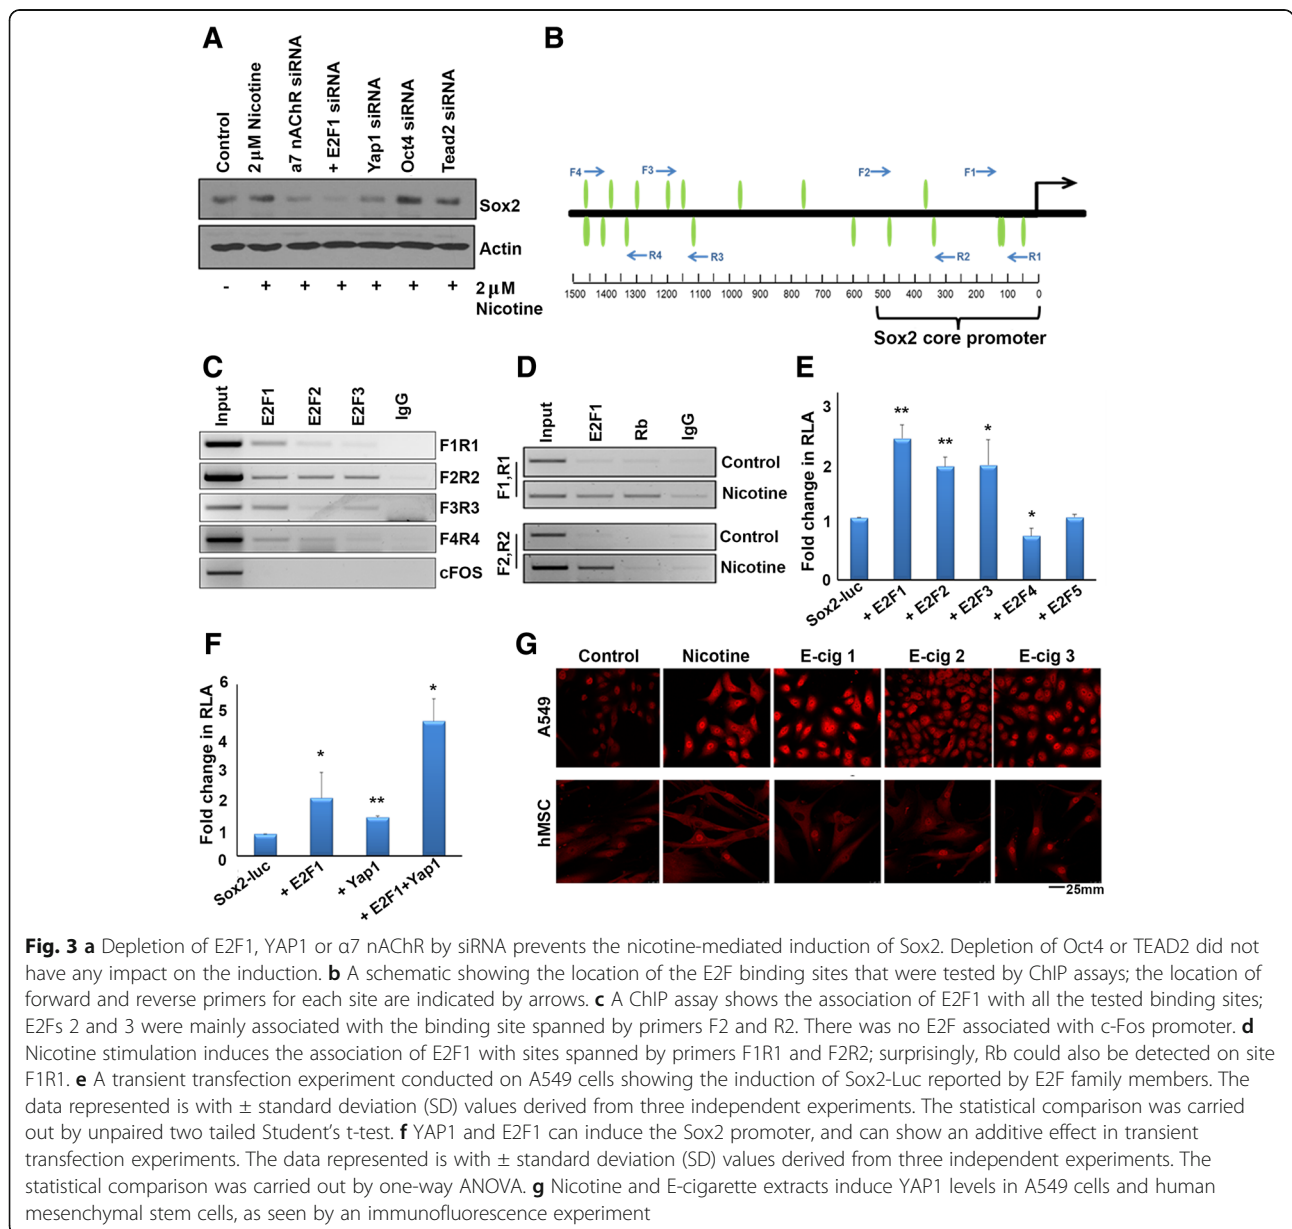 A
Control
2 μM Nicotine
a7 nAChR siRNA
+ E2F1 siRNA
Yap1 siRNA
Oct4 siRNA
Tead2 siRNA
Sox2
Actin
- + + + + + +
2 μM
Nicotine
B
F4 F3 F2 F1
R4 R3 R2 R1
1500 1400 1300 1200 1100 1000 900 800 700 600 500 400 300 200 100 0
Sox2 core promoter
C
Input
E2F1
E2F2
E2F3
IgG
F1R1
F2R2
F3R3
F4R4
cFOS
D
Input
E2F1
Rb
IgG
F1,R1
Control
Nicotine
F2,R2
Control
Nicotine
E
Fold change in RLA
3
2
1
0
** ** * *
Sox2-luc
+ E2F1
+ E2F2
+ E2F3
+ E2F4
+ E2F5
F
Fold change in RLA
6
5
4
3
2
1
0
* ** *
Sox2-luc
+ E2F1
+ Yap1
+ E2F1+Yap1
G
Control Nicotine E-cig 1 E-cig 2 E-cig 3
A549
hMSC
25mm
Fig. 3 a Depletion of E2F1, YAP1 or α7 nAChR by siRNA prevents the nicotine-mediated induction of Sox2. Depletion of Oct4 or TEAD2 did not
have any impact on the induction. b A schematic showing the location of the E2F binding sites that were tested by ChIP assays; the location of
forward and reverse primers for each site are indicated by arrows. c A ChIP assay shows the association of E2F1 with all the tested binding sites;
E2Fs 2 and 3 were mainly associated with the binding site spanned by primers F2 and R2. There was no E2F associated with c-Fos promoter. d
Nicotine stimulation induces the association of E2F1 with sites spanned by primers F1R1 and F2R2; surprisingly, Rb could also be detected on site
F1R1. e A transient transfection experiment conducted on A549 cells showing the induction of Sox2-Luc reported by E2F family members. The
data represented is with ± standard deviation (SD) values derived from three independent experiments. The statistical comparison was carried
out by unpaired two tailed Student's t-test. f YAP1 and E2F1 can induce the Sox2 promoter, and can show an additive effect in transient
transfection experiments. The data represented is with ± standard deviation (SD) values derived from three independent experiments. The
statistical comparison was carried out by one-way ANOVA. g Nicotine and E-cigarette extracts induce YAP1 levels in A549 cells and human
mesenchymal stem cells, as seen by an immunofluorescence experiment